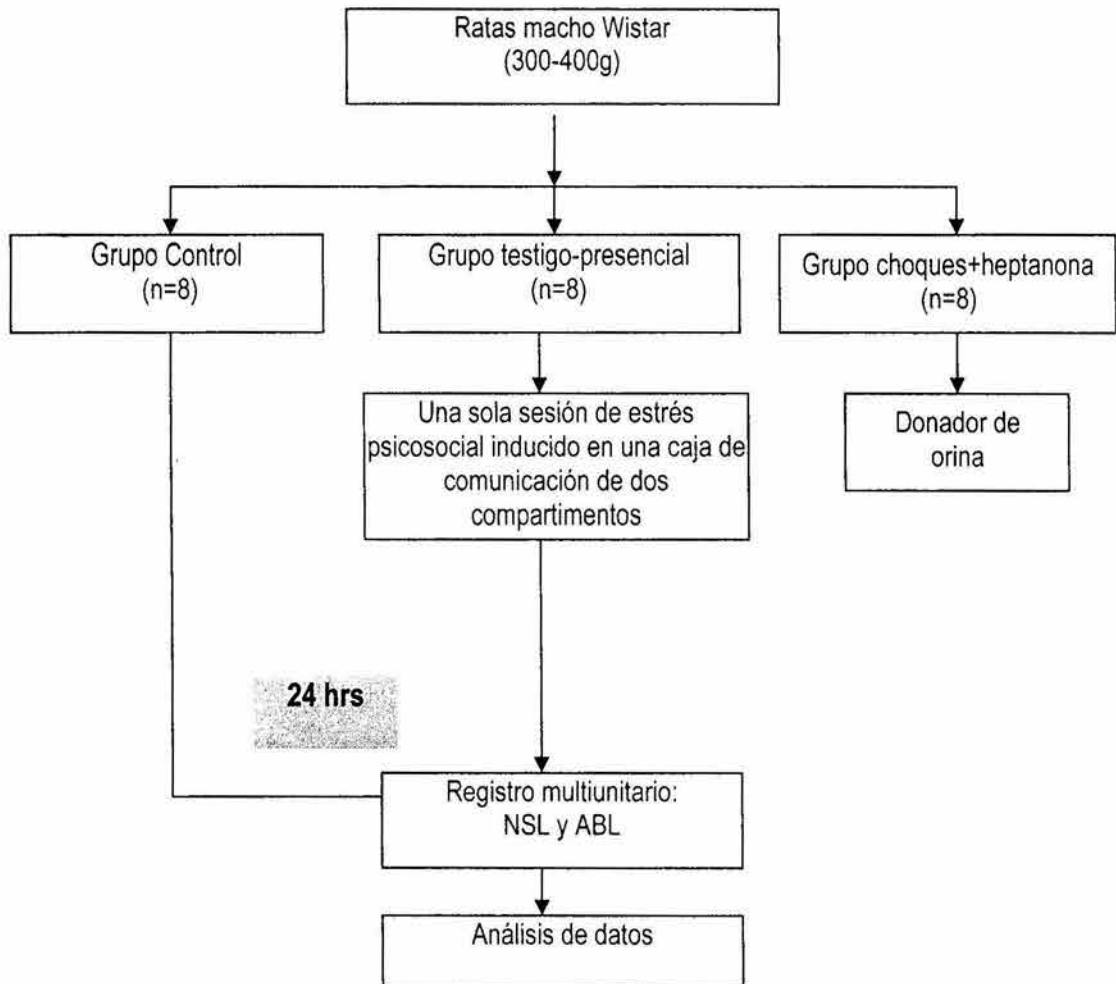 Ratas macho Wistar
(300-400g)
Grupo Control
(n=8)
Grupo testigo-presencial
(n=8)
Grupo choques+heptanona
(n=8)
Una sola sesión de estrés
psicosocial inducido en una caja de
comunicación de dos
compartimentos
Donador de
orina
24 hrs
Registro multiunitario:
NSL y ABL
Análisis de datos